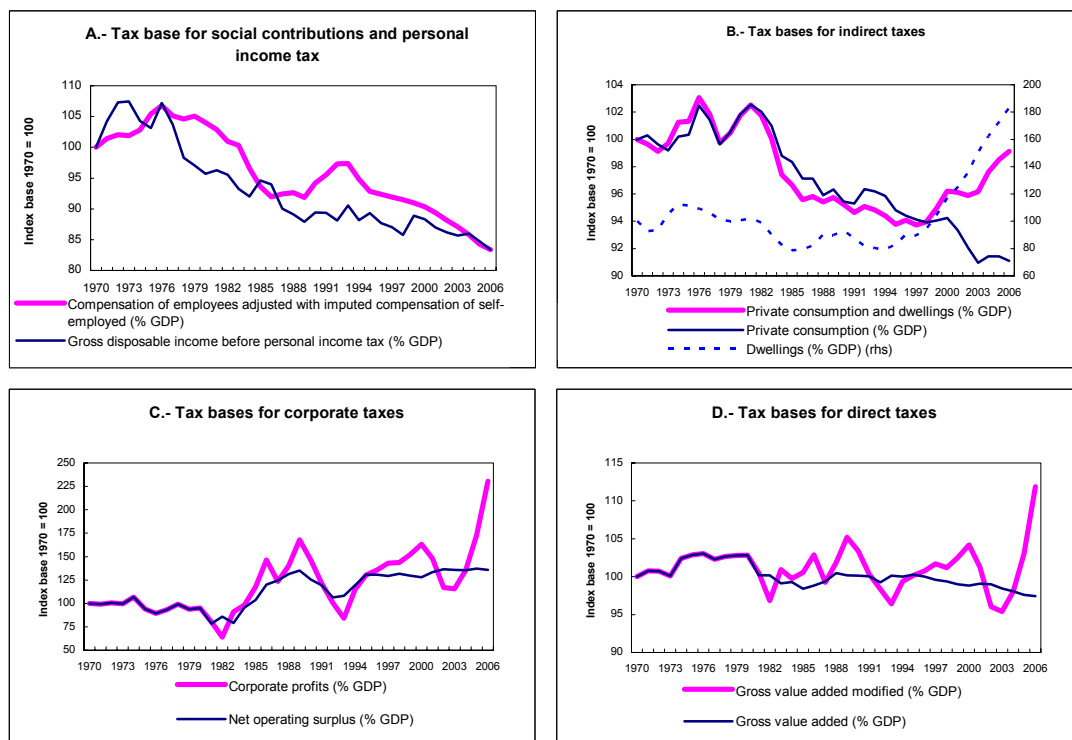 A.- Tax base for social contributions and personal
income tax
Index base 1970 = 100
110
105
100
95
90
85
80
1970 1973 1976 1979 1982 1985 1988 1991 1994 1997 2000 2003 2006
Compensation of employees adjusted with imputed compensation of self-
employed (% GDP)
Gross disposable income before personal income tax (% GDP)
B.- Tax bases for indirect taxes
Index base 1970 = 100
104
102
100
98
96
94
92
90
200
180
160
140
120
100
80
60
1970 1973 1976 1979 1982 1985 1988 1991 1994 1997 2000 2003 2006
Private consumption and dwellings (% GDP)
Private consumption (% GDP)
Dwellings (% GDP) (rhs)
C.- Tax bases for corporate taxes
Index base 1970 = 100
250
225
200
175
150
125
100
75
50
1970 1973 1976 1979 1982 1985 1988 1991 1994 1997 2000 2003 2006
Corporate profits (% GDP)
Net operating surplus (% GDP)
D.- Tax bases for direct taxes
Index base 1970 = 100
115
110
105
100
95
90
1970 1973 1976 1979 1982 1985 1988 1991 1994 1997 2000 2003 2006
Gross value added modified (% GDP)
Gross value added (% GDP)